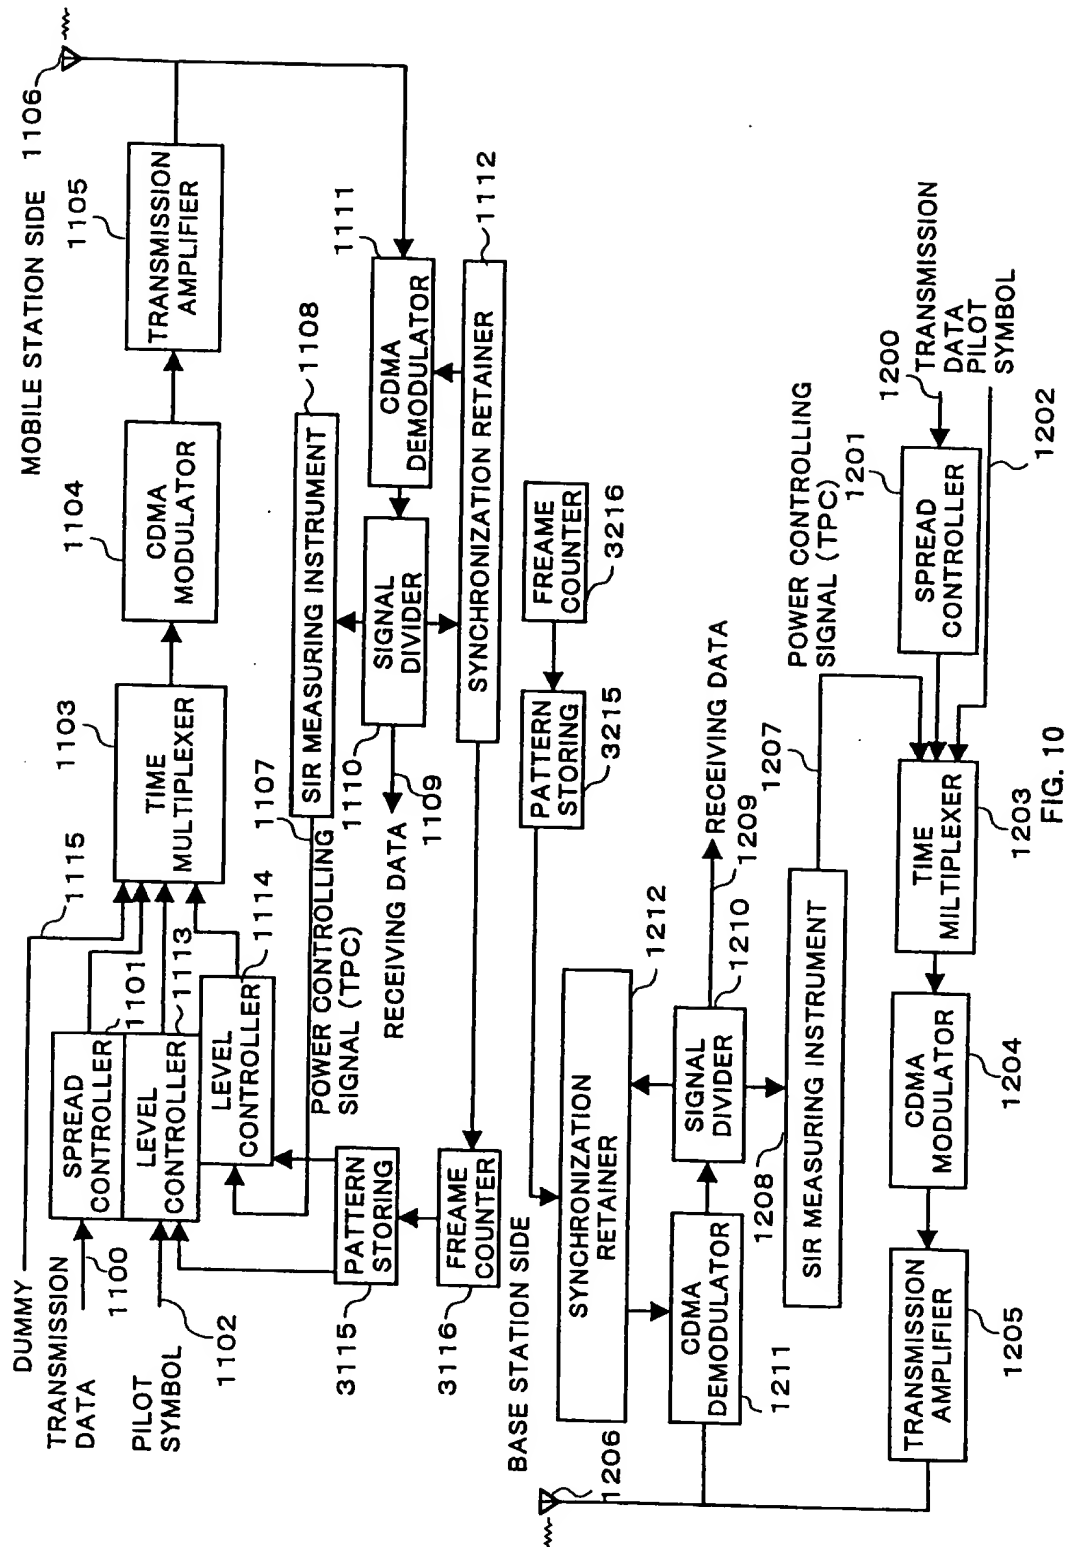 MOBILE STATION SIDE
1106
DUMMY
1115
TRANSMISSION
DATA
1100
SPREAD
CONTROLLER
1101
PILOT
SYMBOL
1102
LEVEL
CONTROLLER
1113
LEVEL
CONTROLLER
1114
TIME
MULTIPLEXER
1103
CDMA
MODULATOR
1104
TRANSMISSION
AMPLIFIER
1105
POWER CONTROLLING
SIGNAL (TPC)
1107
SIR MEASURING INSTRUMENT
1108
RECEIVING DATA
1109
SIGNAL
DIVIDER
1110
CDMA
DEMODULATOR
1111
SYNCHRONIZATION RETAINER
1112
PATTERN
STORING
3115
FREAME
COUNTER
3116
BASE STATION SIDE
1206
PATTERN
STORING
3215
FREAME
COUNTER
3216
SYNCHRONIZATION
RETAINER
1212
CDMA
DEMODULATOR
1211
SIGNAL
DIVIDER
1210
RECEIVING DATA
1209
SIR MEASURING INSTRUMENT
1208
1207
POWER CONTROLLING
SIGNAL (TPC)
TRANSMISSION
AMPLIFIER
1205
CDMA
MODULATOR
1204
TIME
MILTIPLEXER
1203
SPREAD
CONTROLLER
1201
1200
TRANSMISSION
DATA
PILOT
SYMBOL
1202
FIG. 10